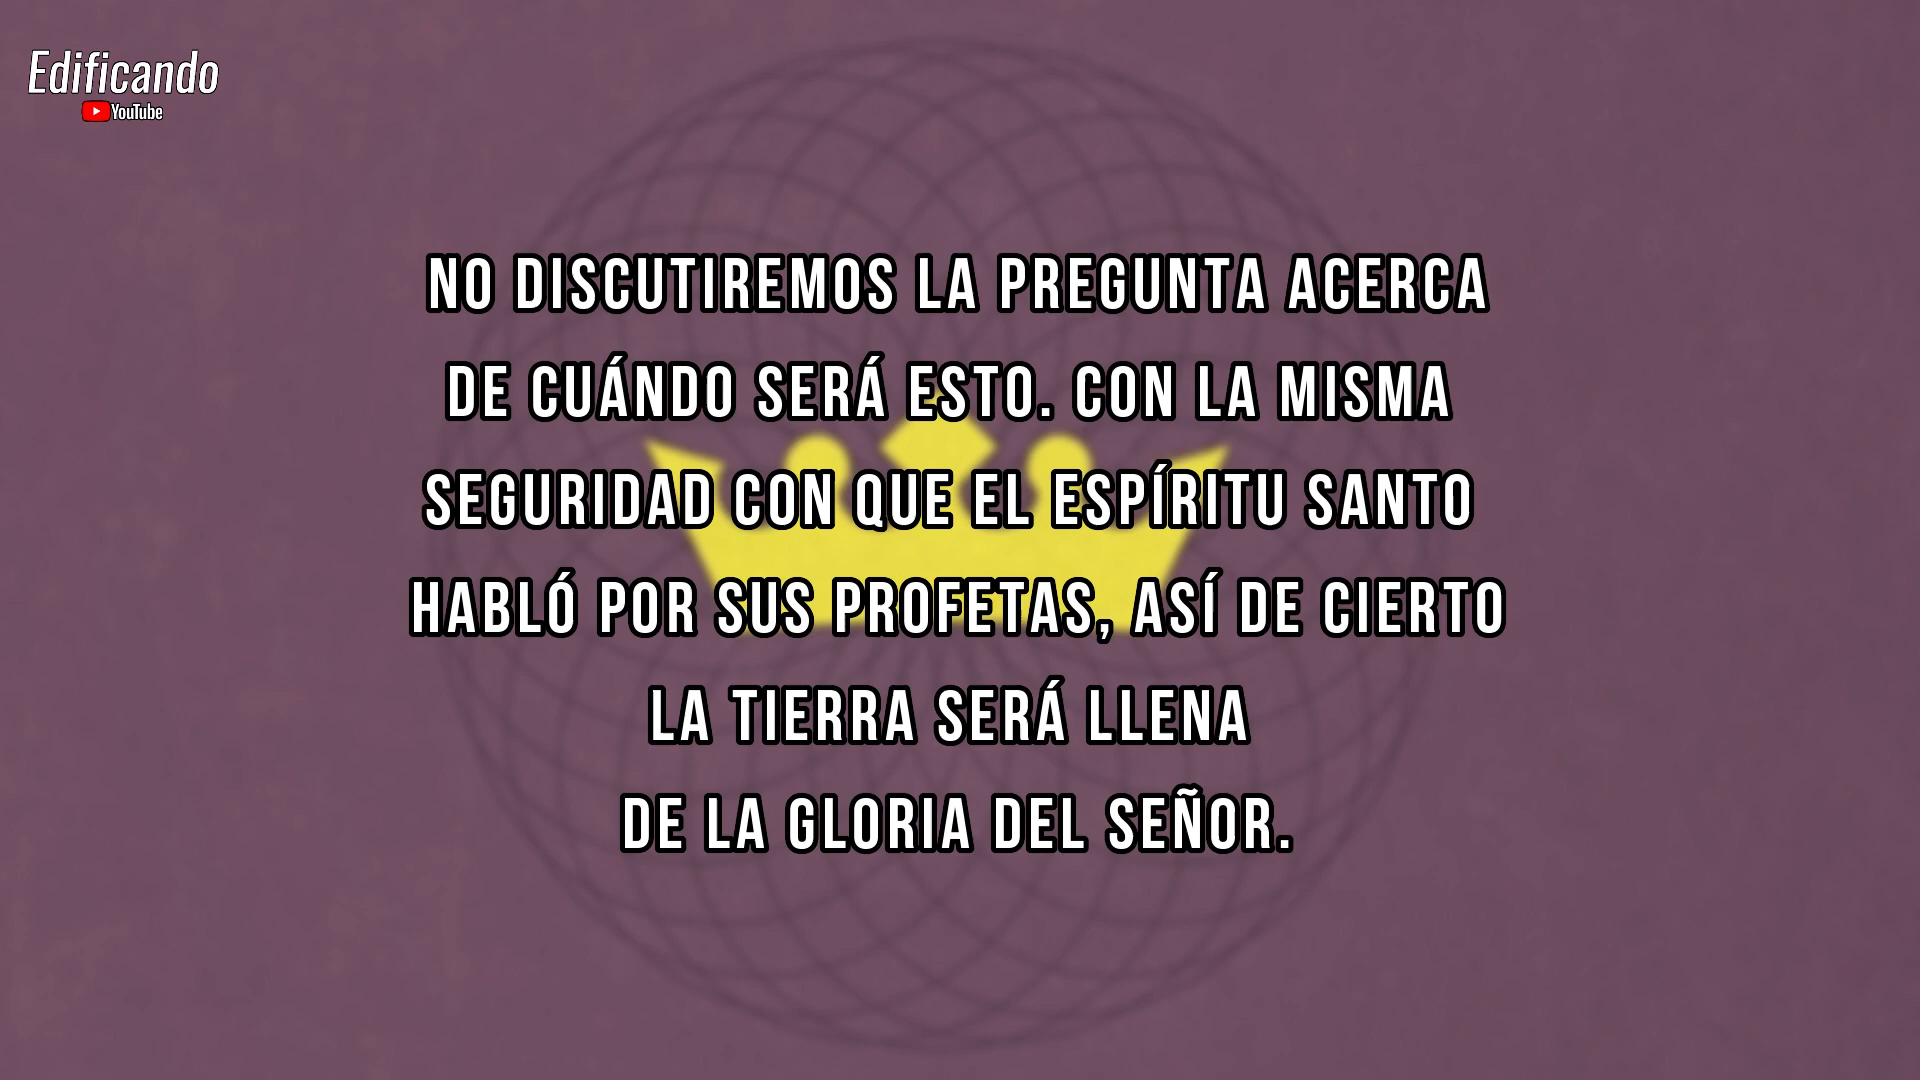 Edificando
YouTube
NO DISCUTIREMOS LA PREGUNTA ACERCA
DE CUÁNDO SERÁ ESTO. CON LA MISMA
SEGURIDAD CON QUE EL ESPÍRITU SANTO
HABLÓ POR SUS PROFETAS, ASÍ DE CIERTO
LA TIERRA SERÁ LLENA
DE LA GLORIA DEL SEÑOR.